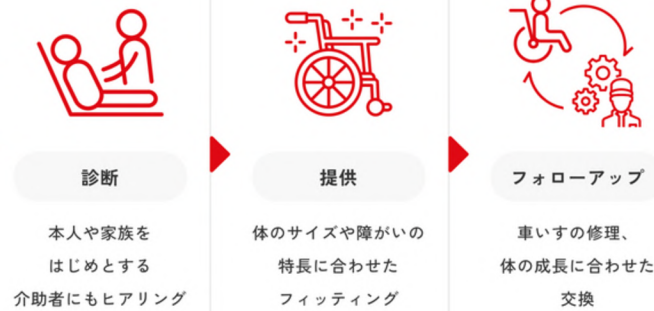 診断
本人や家族を
はじめとする
介助者にもヒアリング
提供
体のサイズや障がいの
特長に合わせた
フィッティング
フォローアップ
車いすの修理、
体の成長に合わせた
交換